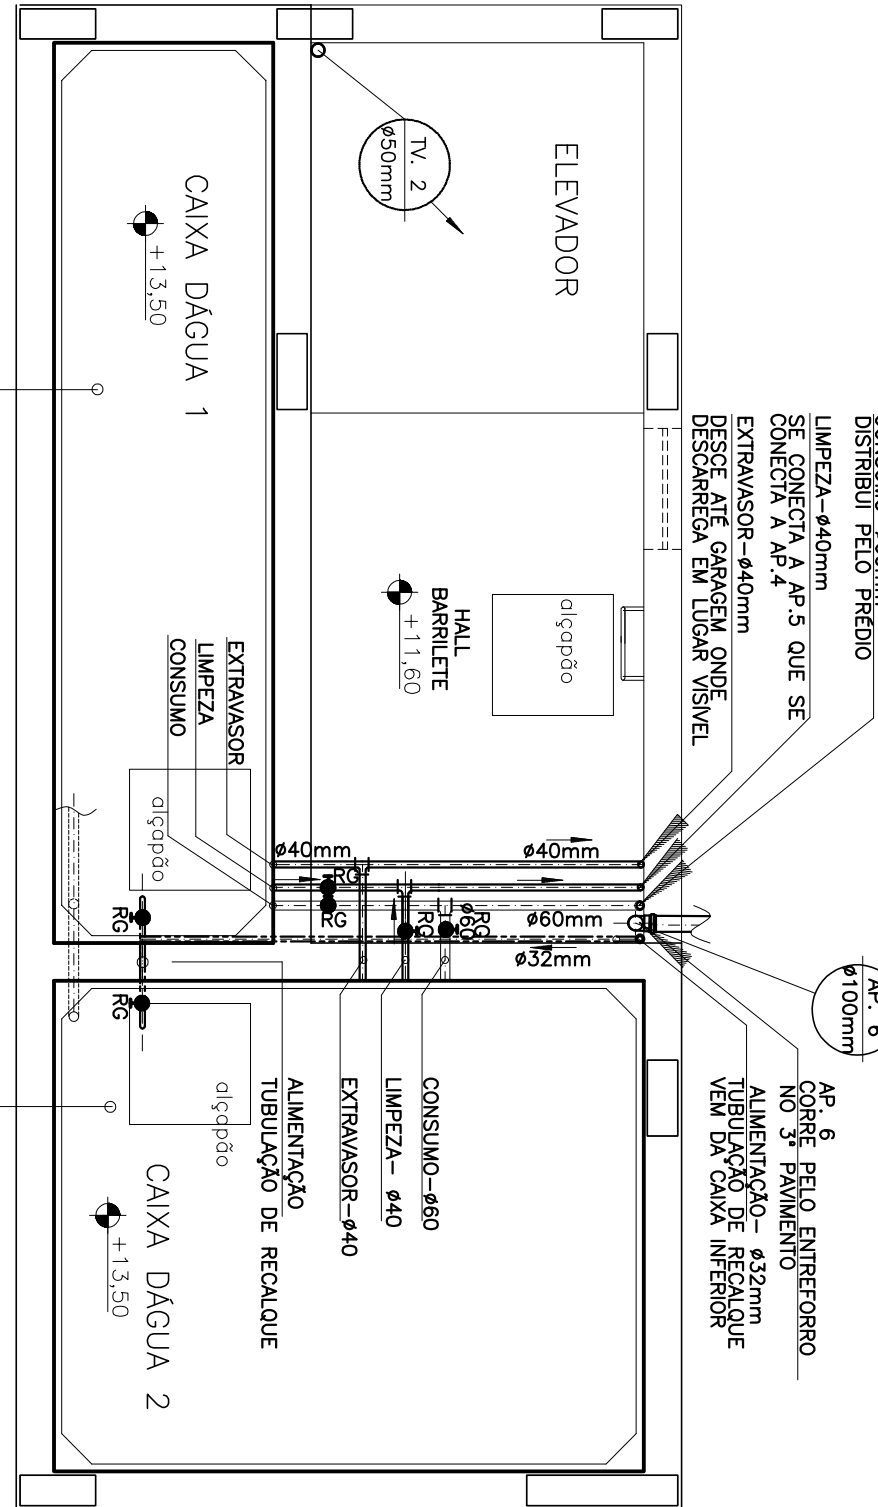 ELEVADOR
TV. 2
ø50mm
CAIXA DÁGUA 1
+13,50
DISTRIBUI PELO PRÉDIO
LIMPEZA-ø40mm
SE CONECTA A AP.5 QUE SE
CONECTA A AP.4
EXTRAVASOR-ø40mm
DESCE ATÉ GARAGEM ONDE
DESCARREGA EM LUGAR VISÍVEL
alçapão
HALL
BARRILETE
+11,60
EXTRAVASOR
LIMPEZA
CONSUMO
alçapão
ø40mm
ø40mm
RG
RG
ø60mm
RG
ø60
RG
ø32mm
RG
RG
AP. 6
ø100mm
AP. 6
CORRE PELO ENTREFORRO
NO 3º PAVIMENTO
ALIMENTAÇÃO- ø32mm
TUBULAÇÃO DE RECALQUE
VEM DA CAIXA INFERIOR
CONSUMO-ø60
LIMPEZA- ø40
EXTRAVASOR-ø40
ALIMENTAÇÃO
TUBULAÇÃO DE RECALQUE
alçapão
CAIXA DÁGUA 2
+13,50